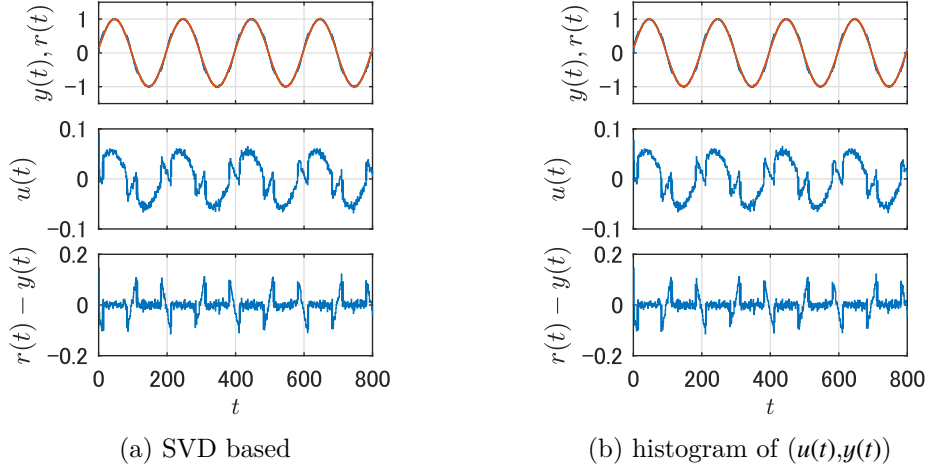 y(t), r(t)
1
0
−1
u(t)
0.1
0
−0.1
r(t) − y(t)
0.2
0
−0.2
0 200 400 600 800
t
(a) SVD based
y(t), r(t)
1
0
−1
u(t)
0.1
0
−0.1
r(t) − y(t)
0.2
0
−0.2
0 200 400 600 800
t
(b) histogram of (u(t),y(t))